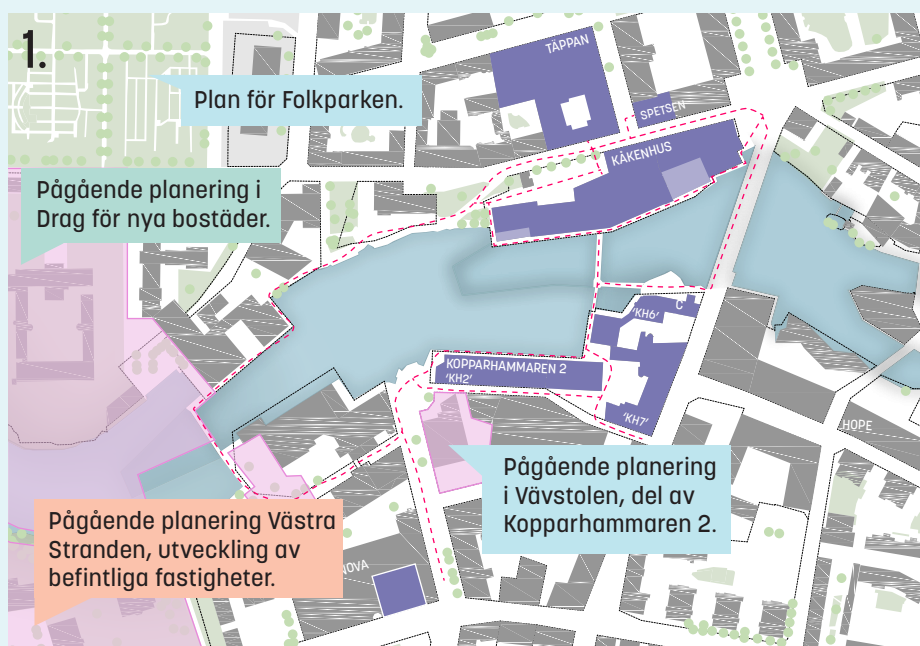 1.
TÄPPAN
Plan för Folkparken.
SPETSEN
KÅKENHUS
Pågående planering i
Drag för nya bostäder.
C
'KH6'
KOPPARHAMMAREN 2
'KH2'
'KH7'
HOPE
Pågående planering
i Vävstolen, del av
Kopparhammaren 2.
Pågående planering Västra
Stranden, utveckling av
befintliga fastigheter.
NOVA